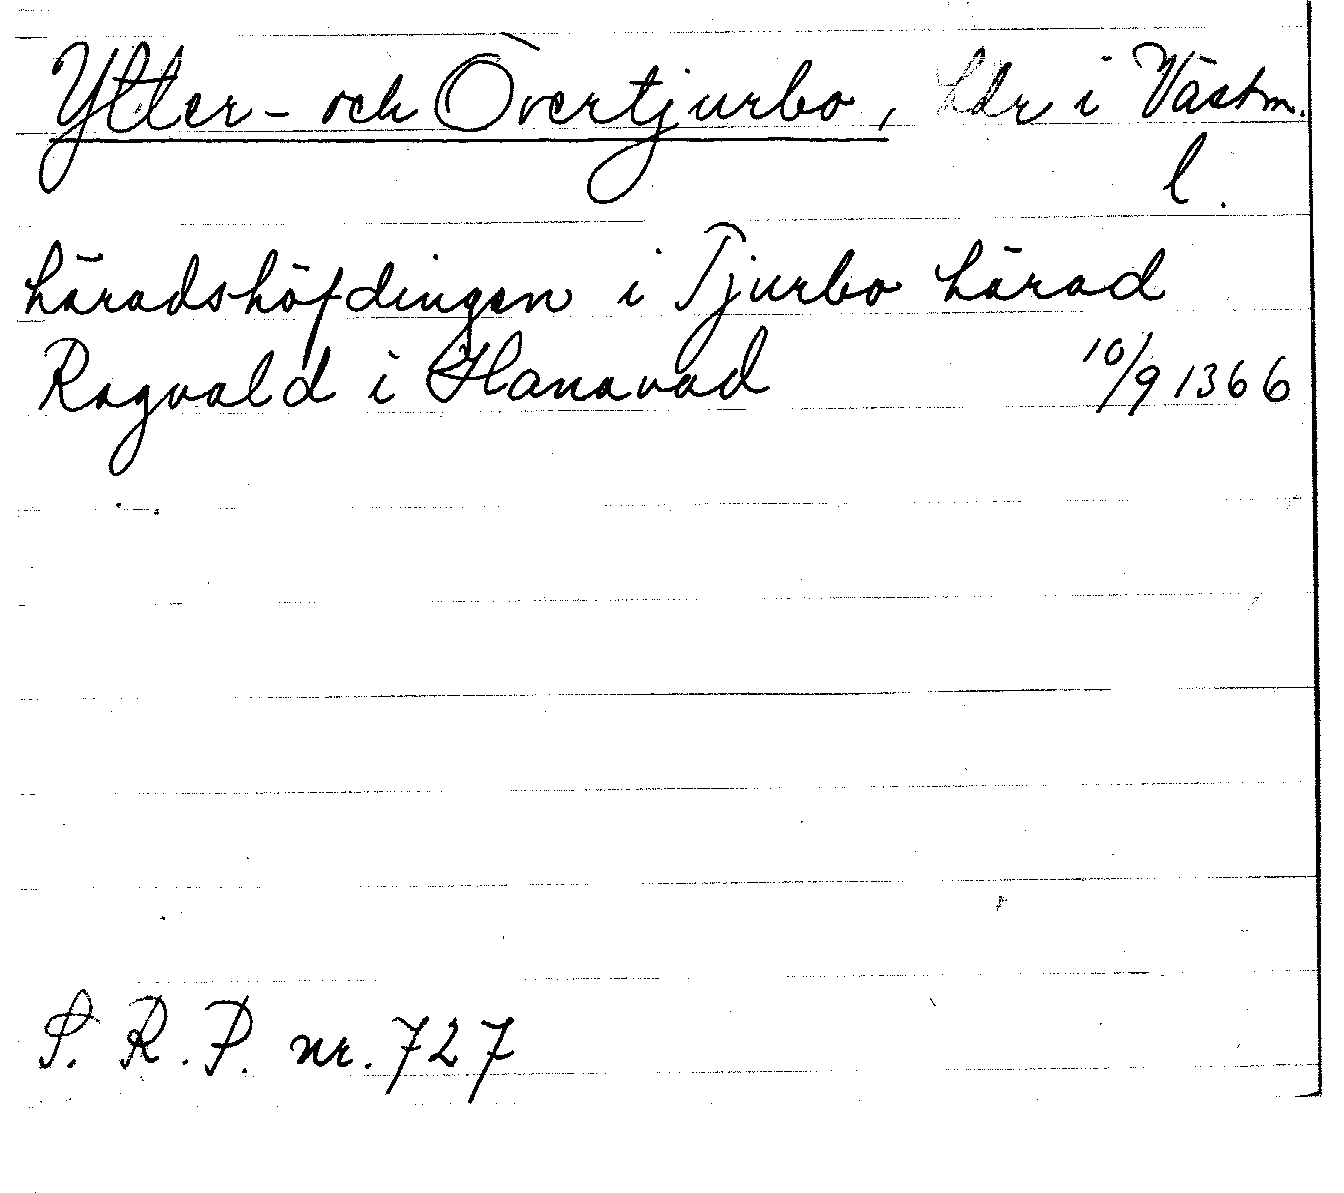 Ytter- och Övertjurbo, hdr i Västm.
l.
häradshöfdingen i Tjurbo härad
Ragvald i Hanavad 10/9 1366
S. R. P. nr. 727